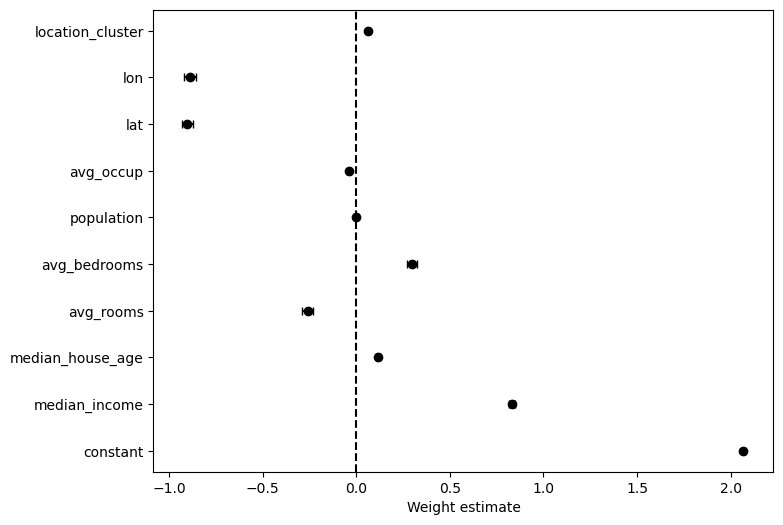 location_cluster
lon
lat
avg_occup
population
avg_bedrooms
avg_rooms
median_house_age
median_income
constant
−1.0 −0.5 0.0 0.5 1.0 1.5 2.0
Weight estimate